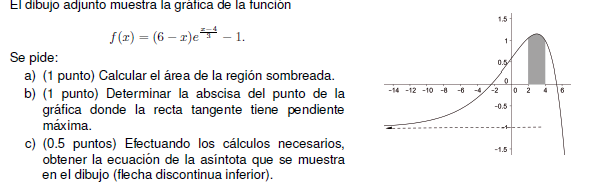 El dibujo adjunto muestra la gráfica de la función
f(x) = (6 − x)e^{\frac{x−4}{3}} − 1.
Se pide:
a) (1 punto) Calcular el área de la región sombreada.
b) (1 punto) Determinar la abscisa del punto de la
gráfica donde la recta tangente tiene pendiente
máxima.
c) (0.5 puntos) Efectuando los cálculos necesarios,
obtener la ecuación de la asíntota que se muestra
en el dibujo (flecha discontinua inferior).
1.5
1
0.5
0
-14 -12 -10 -8 -6 -4 -2 0 2 4 6
-0.5
-1
-1.5